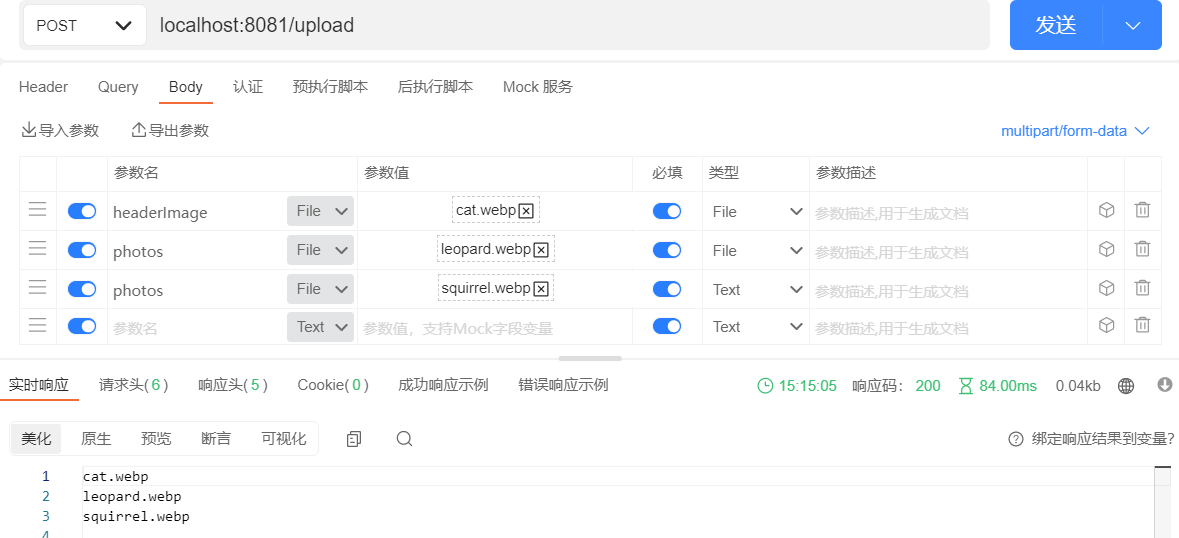 POST localhost:8081/upload 发送
Header Query Body 认证 预执行脚本 后执行脚本 Mock 服务
导入参数 导出参数 multipart/form-data
参数名 参数值 必填 类型 参数描述
headerImage File cat.webp File 参数描述,用于生成文档
photos File leopard.webp File 参数描述,用于生成文档
photos File squirrel.webp Text 参数描述,用于生成文档
参数名 Text 参数值，支持Mock字段变量 Text 参数描述,用于生成文档
实时响应 请求头(6) 响应头(5) Cookie(0) 成功响应示例 错误响应示例 15:15:05 响应码： 200 84.00ms 0.04kb
美化 原生 预览 断言 可视化 绑定响应结果到变量?
1 cat.webp
2 leopard.webp
3 squirrel.webp
4